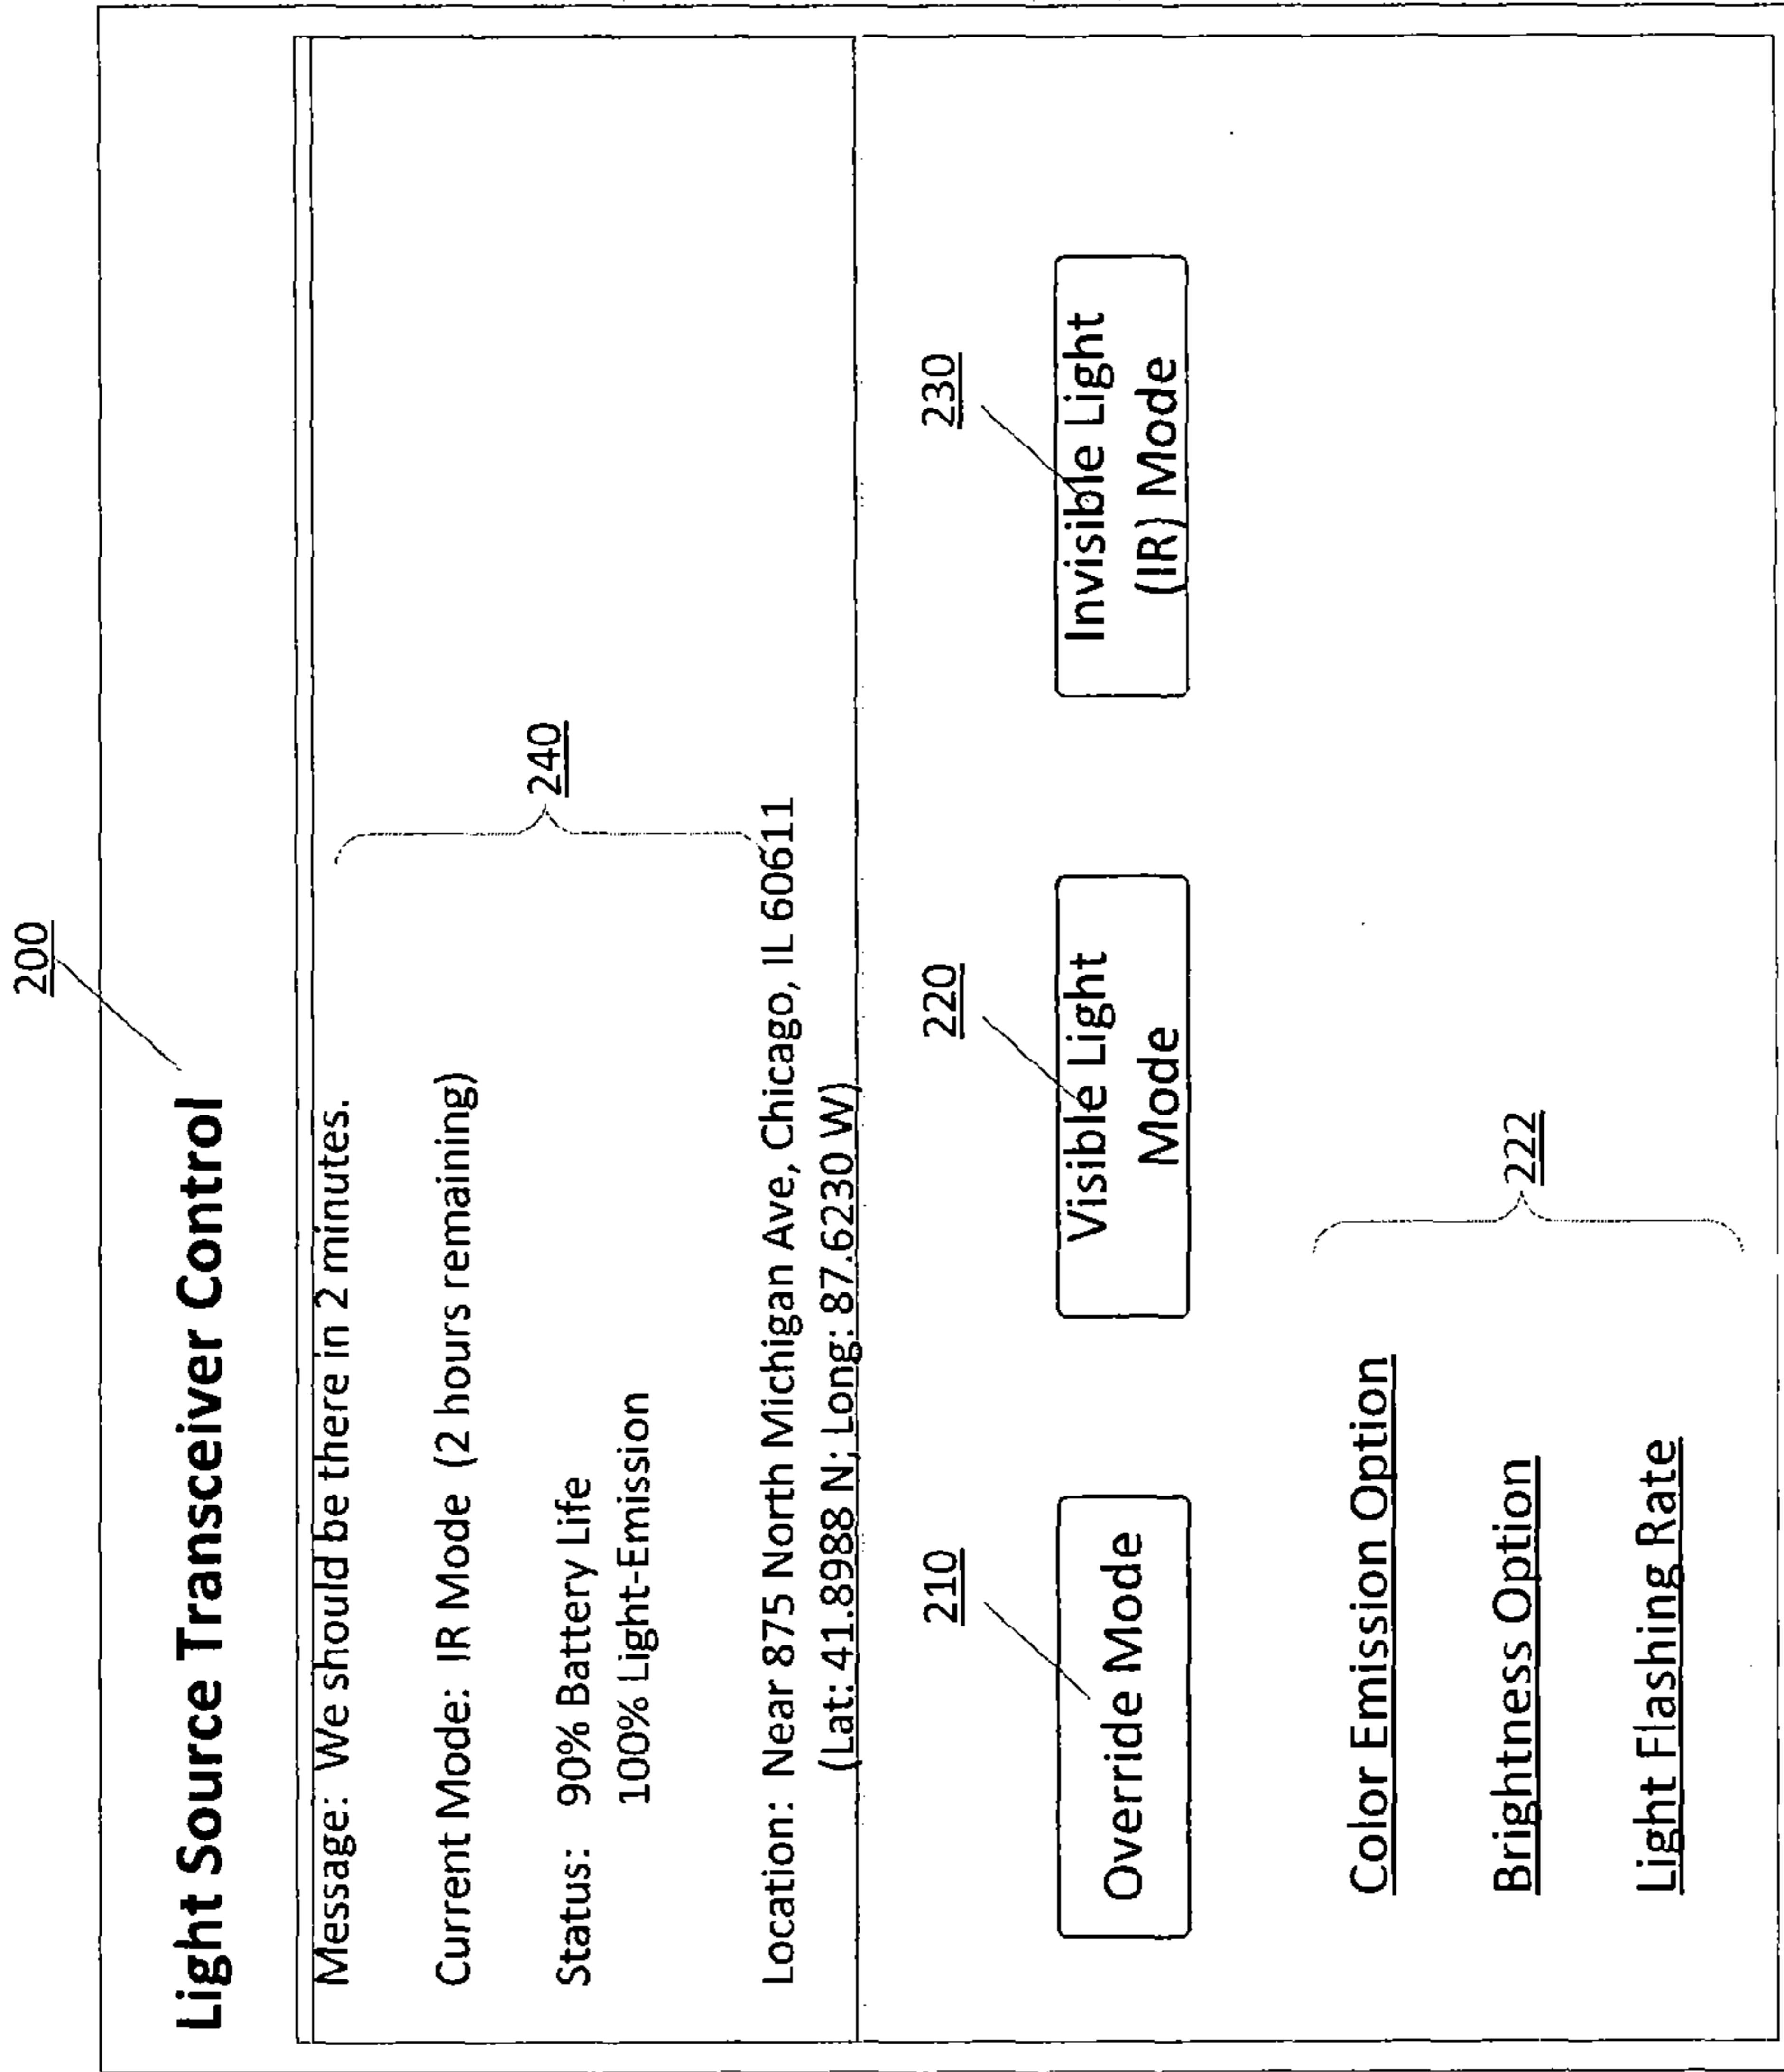 200
Light Source Transceiver Control
Message: We should be there in 2 minutes.
Current Mode: IR Mode (2 hours remaining)
240
Status: 90% Battery Life
100% Light-Emission
Location: Near 875 North Michigan Ave, Chicago, IL 60611
(Lat: 41.8988 N; Long: 87.6230 W)
210
220
230
Override Mode
Visible Light
Mode
Invisible Light
(IR) Mode
Color Emission Option
Brightness Option
222
Light Flashing Rate